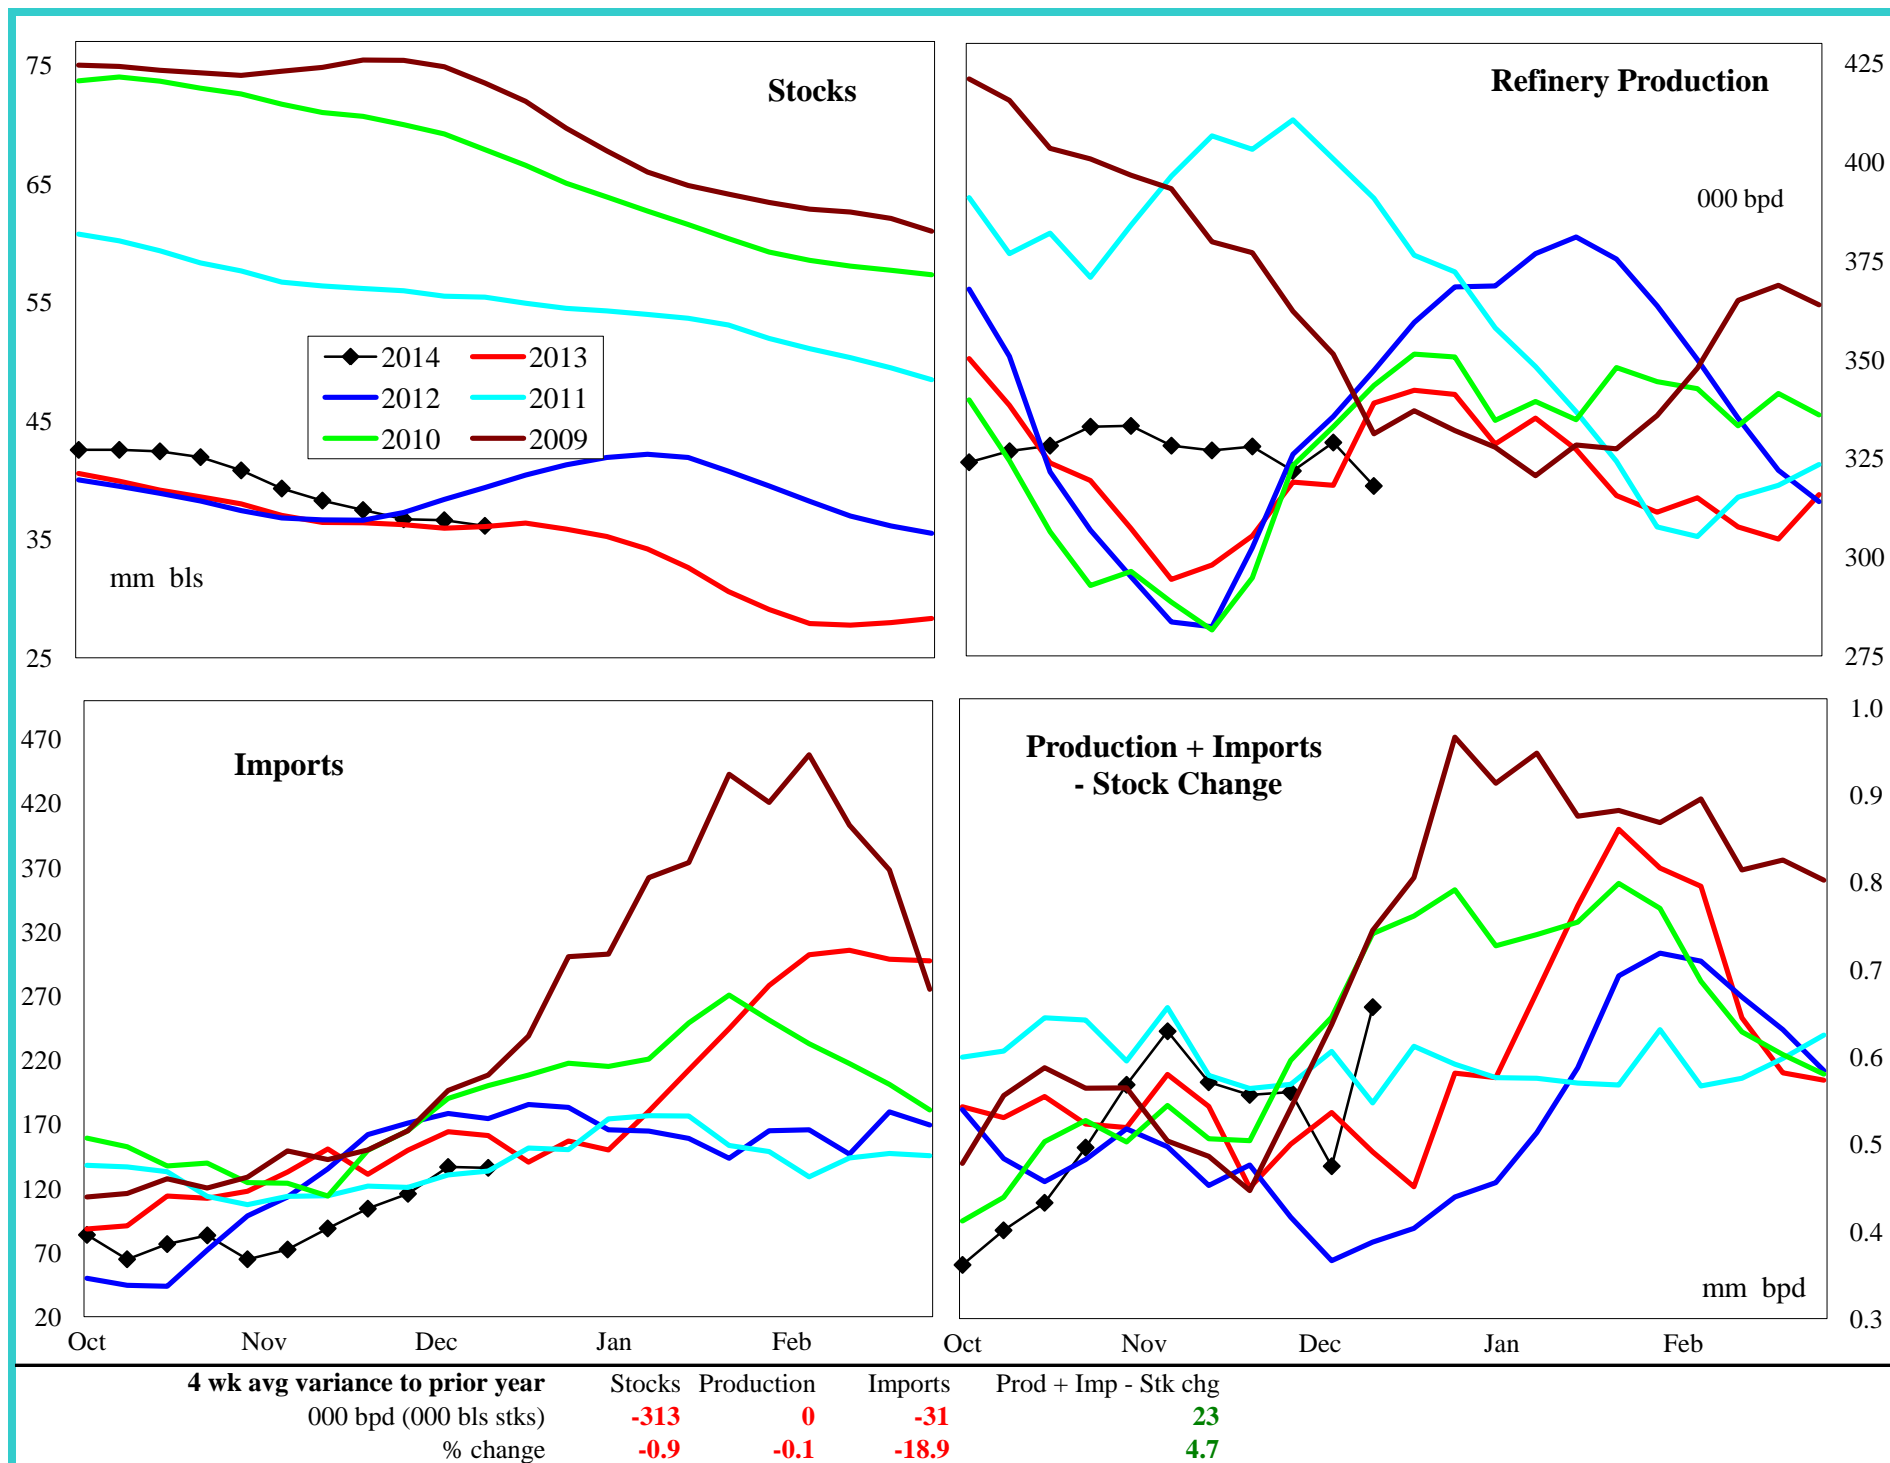 Stocks
75
65
55
45
35
25
mm bls
2014 2013
2012 2011
2010 2009
Refinery Production
000 bpd
425
400
375
350
325
300
275
Imports
470
420
370
320
270
220
170
120
70
20
Oct Nov Dec Jan Feb
Production + Imports
- Stock Change
1.0
0.9
0.8
0.7
0.6
0.5
0.4
0.3
mm bpd
Oct Nov Dec Jan Feb
4 wk avg variance to prior year Stocks Production Imports Prod + Imp - Stk chg
000 bpd (000 bls stks) -313 0 -31 23
% change -0.9 -0.1 -18.9 4.7